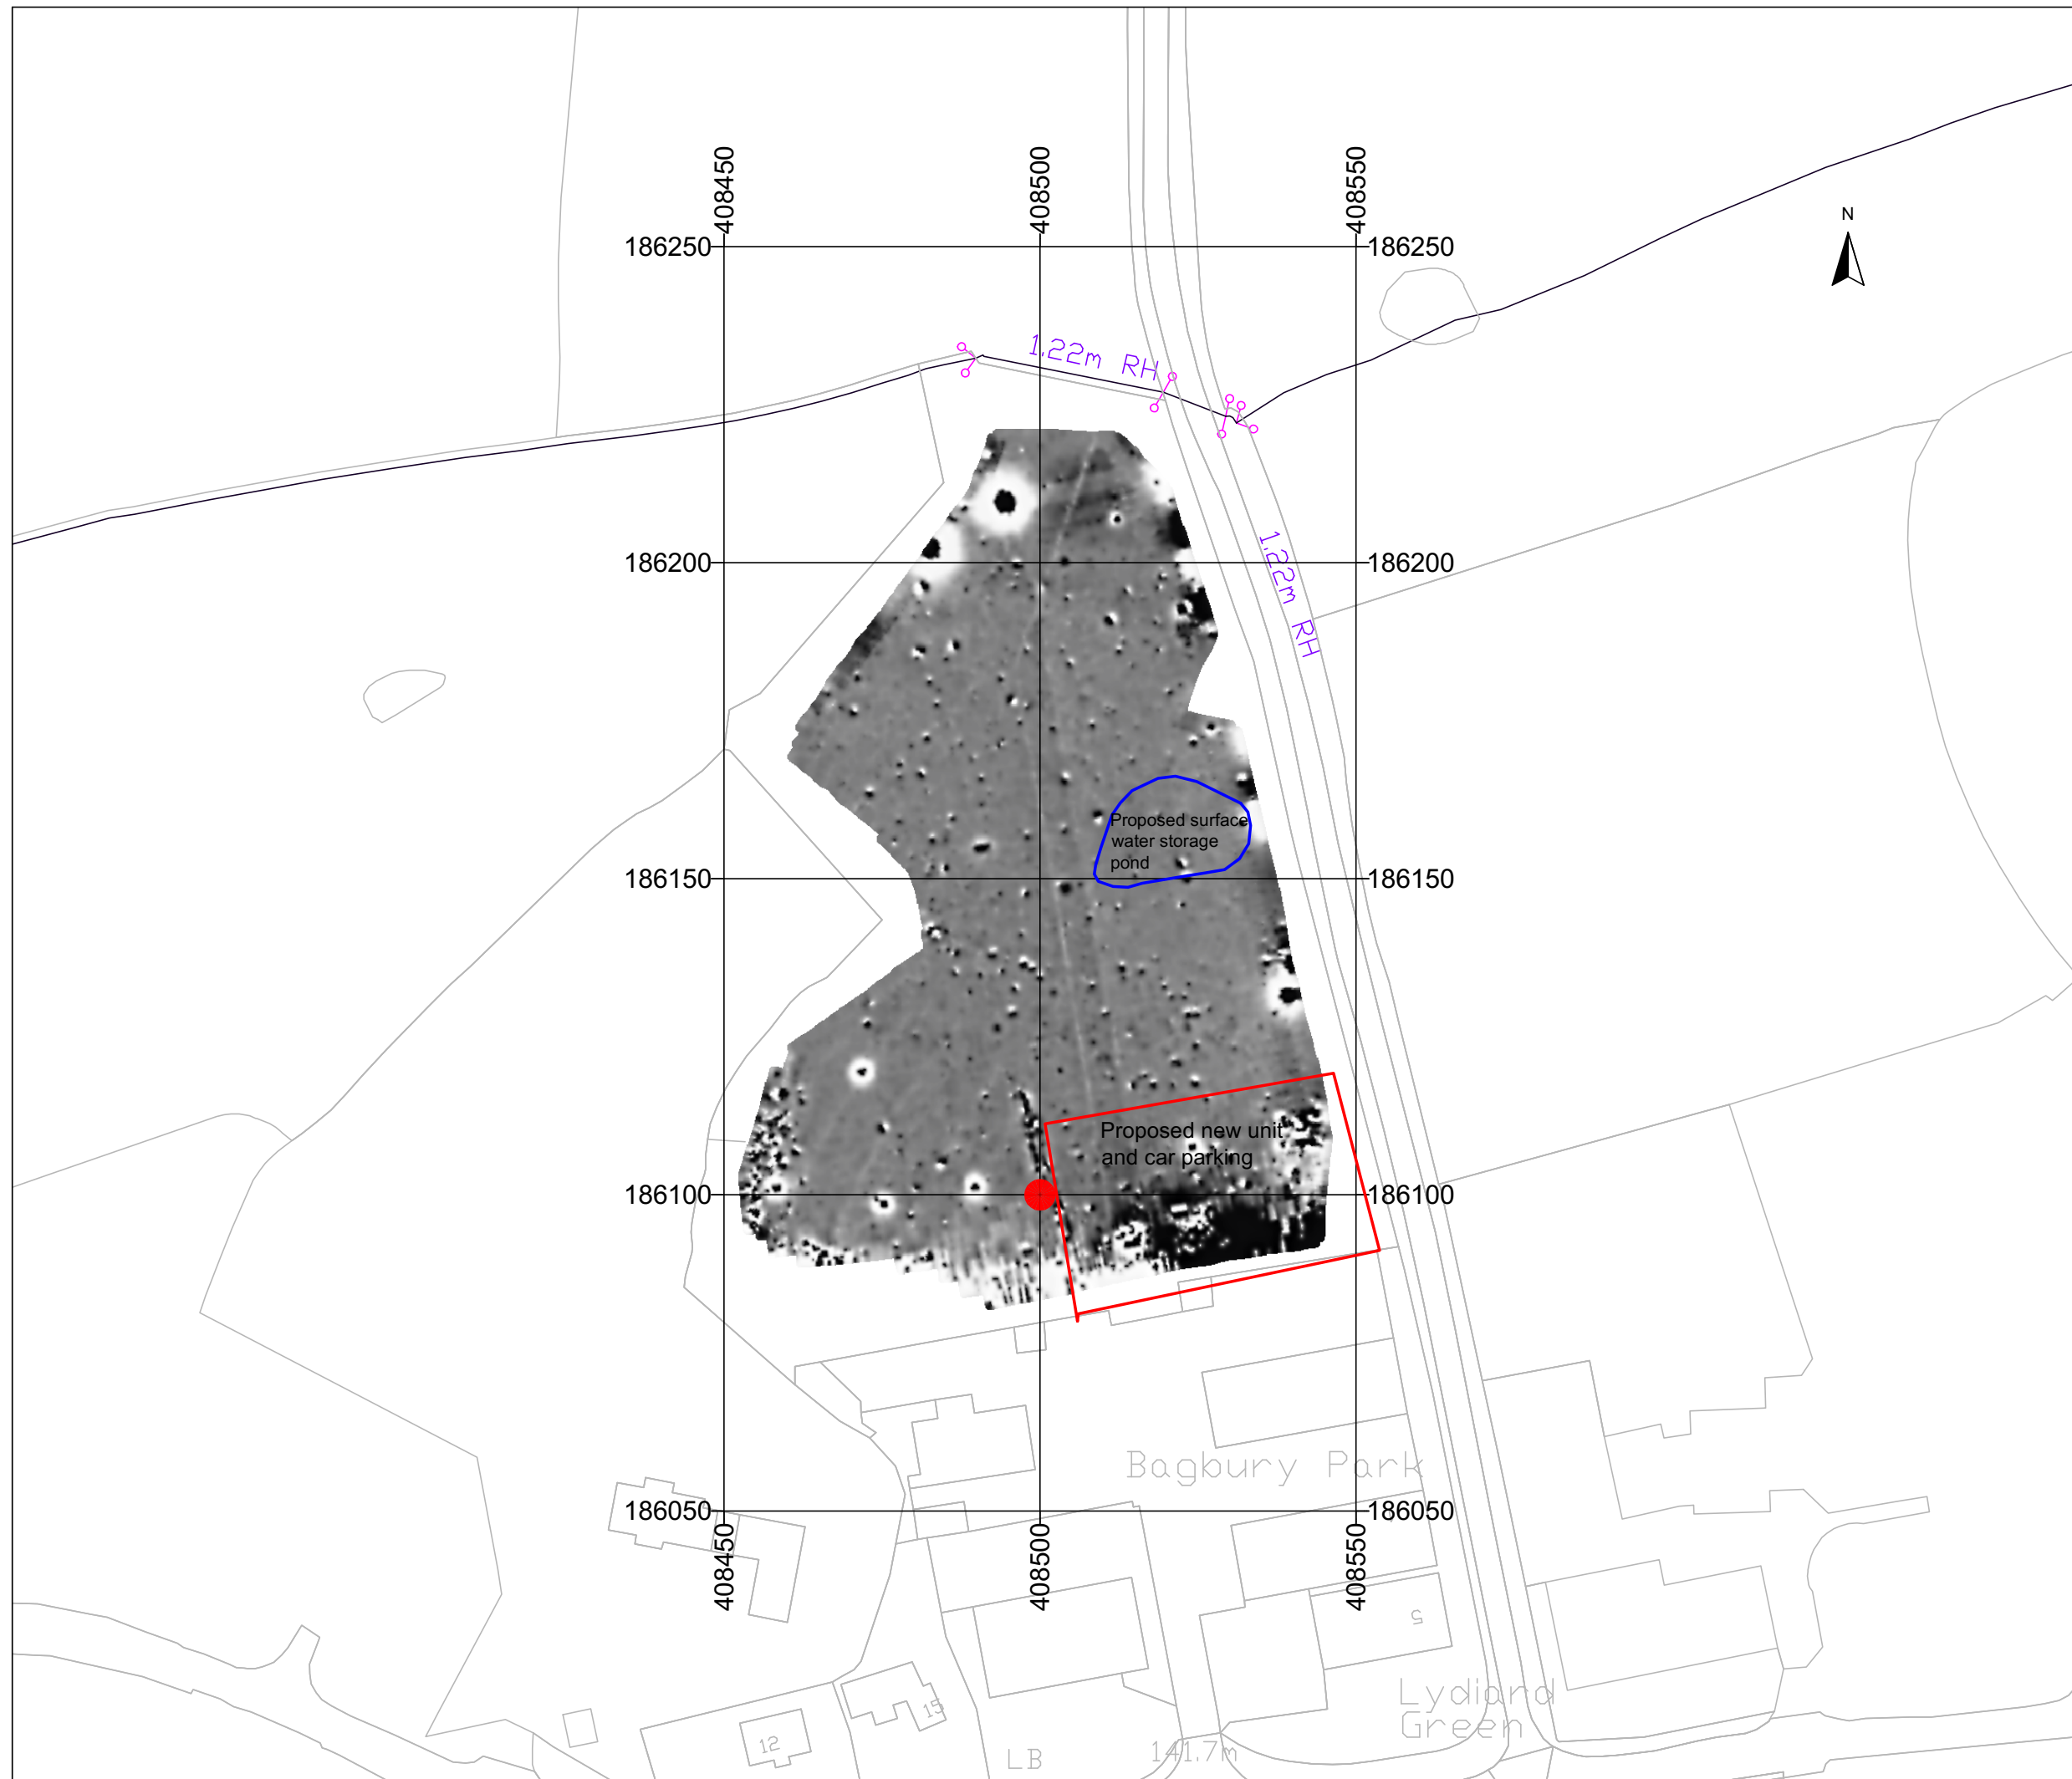 408450
408500
408550
N
186250
186250
1.22m RH
186200
186200
1.22m RH
Proposed surface
water storage
pond
186150
186150
Proposed new unit
and car parking
186100
186100
Bagbury Park
186050
186050
408450
408500
408550
5
Lydiard
Green
15
12
LB
141.7m